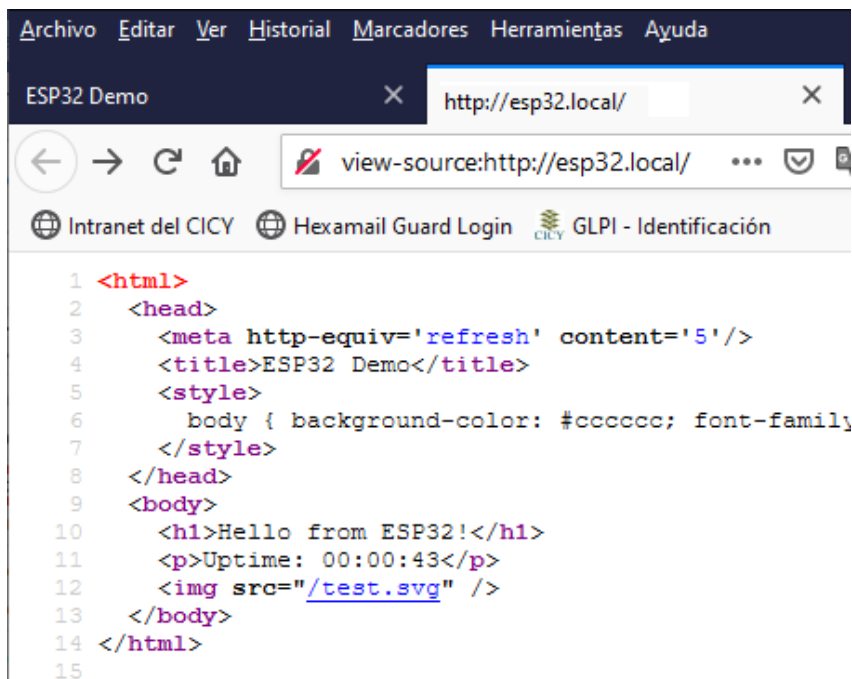 Archivo Editar Ver Historial Marcadores Herramientas Ayuda
ESP32 Demo http://esp32.local/
view-source:http://esp32.local/
Intranet del CICY Hexamail Guard Login CICY GLPI - Identificación
1 <html>
2 <head>
3 <meta http-equiv='refresh' content='5'/>
4 <title>ESP32 Demo</title>
5 <style>
6 body { background-color: #cccccc; font-family
7 </style>
8 </head>
9 <body>
10 <h1>Hello from ESP32!</h1>
11 <p>Uptime: 00:00:43</p>
12 <img src="/test.svg" />
13 </body>
14 </html>
15